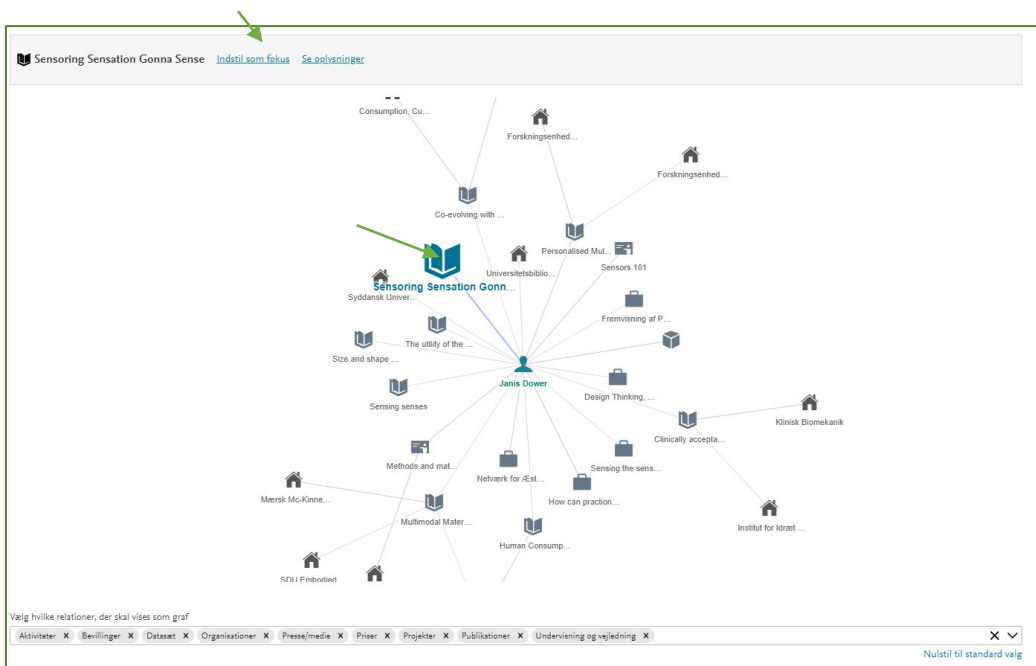 Sensoring Sensation Gonna Sense Indstil som fokus Se oplysninger
Consumption, Cu...
Forskningsenhed...
Forskningsenhed...
Co-evolving with ...
Personalised Mul...
Sensors 101
Universitetsbiblio...
Sensoring Sensation Gonn...
Syddansk Univer...
Fremvisning af P...
The utility of the ...
Size and shape ...
Janis Dower
Design Thinking, ...
Sensing senses
Klinisk Biomekanik
Clinically accepta...
Methods and mat...
Sensing the sens...
Netværk for Æst...
Mærsk Mc-Kinne...
How can praction...
Multimodal Mater...
Institut for Idræt ...
Human Consump...
SDU Embodied
Vælg hvilke relationer, der skal vises som graf
Aktiviteter x Bevillinger x Datasæt x Organisationer x Presse/medie x Priser x Projekter x Publikationer x Undervisning og vejledning x
Nulstil til standard valg